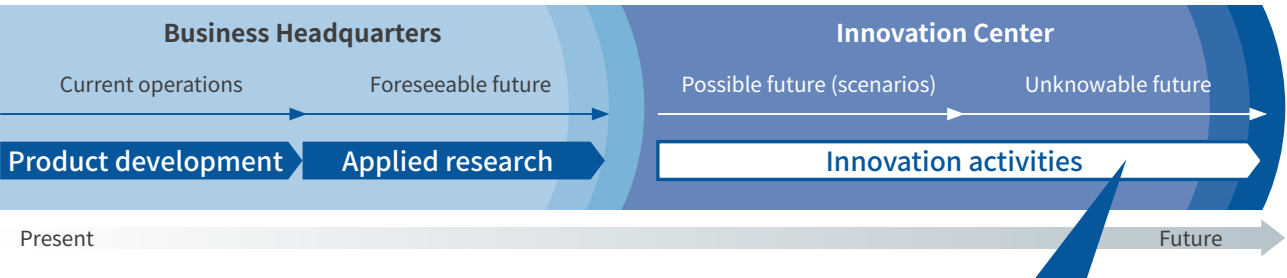 Business Headquarters
Innovation Center
Current operations
Foreseeable future
Possible future (scenarios)
Unknowable future
Product development
Applied research
Innovation activities
Present
Future